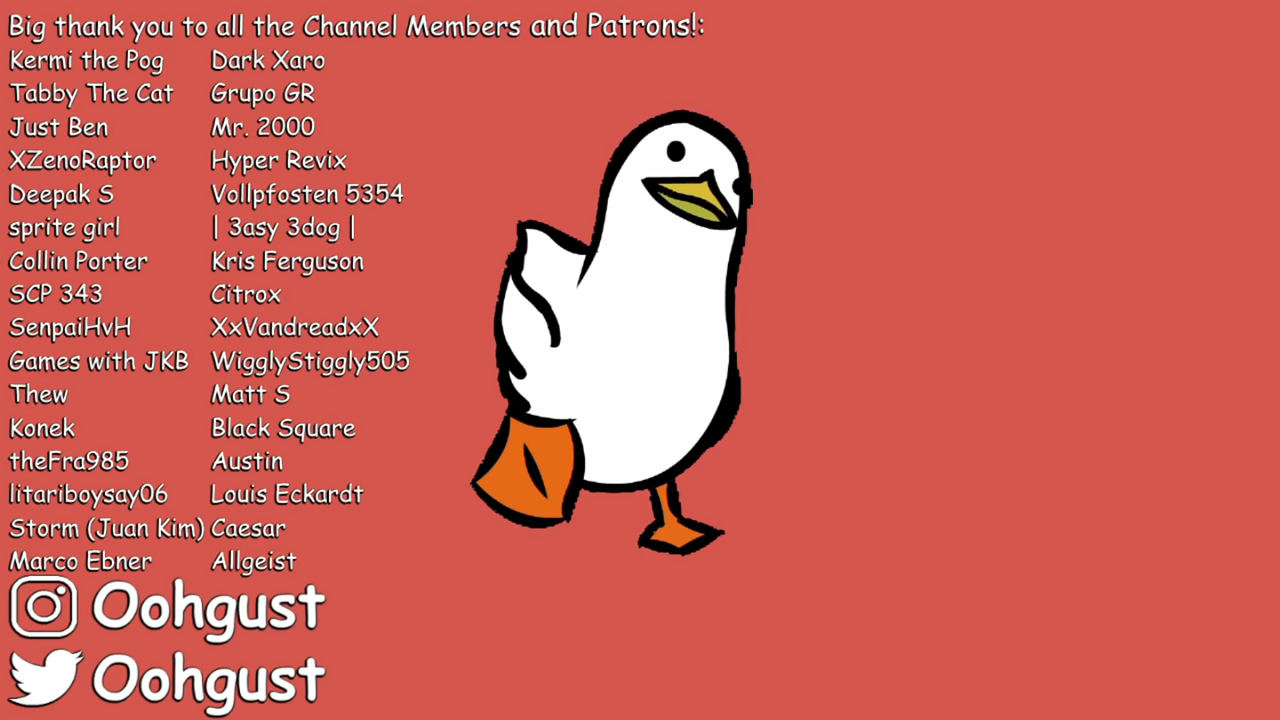 Big thank you to all the Channel Members and Patrons!:
Kermi the Pog
Tabby The Cat
Just Ben
XZenoRaptor
Deepak S
sprite girl
Collin Porter
SCP 343
SenpaiHvH
Games with JKB
Thew
Konek
theFra985
litariboysay06
Storm (Juan Kim)
Marco Ebner
Dark Xaro
Grupo GR
Mr. 2000
Hyper Revix
Vollpfosten 5354
| 3asy 3dog |
Kris Ferguson
Citrox
XxVandreadxX
WigglyStiggly505
Matt S
Black Square
Austin
Louis Eckardt
Caesar
Allgeist
Oohgust
Oohgust